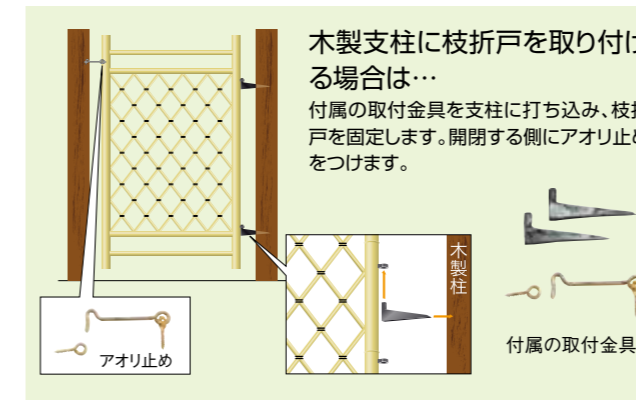 木製支柱に枝折戸を取り付け
る場合は…
付属の取付金具を支柱に打ち込み、枝折
戸を固定します。開閉する側にアオリ止め
をつけます。
木製柱
アオリ止め
付属の取付金具